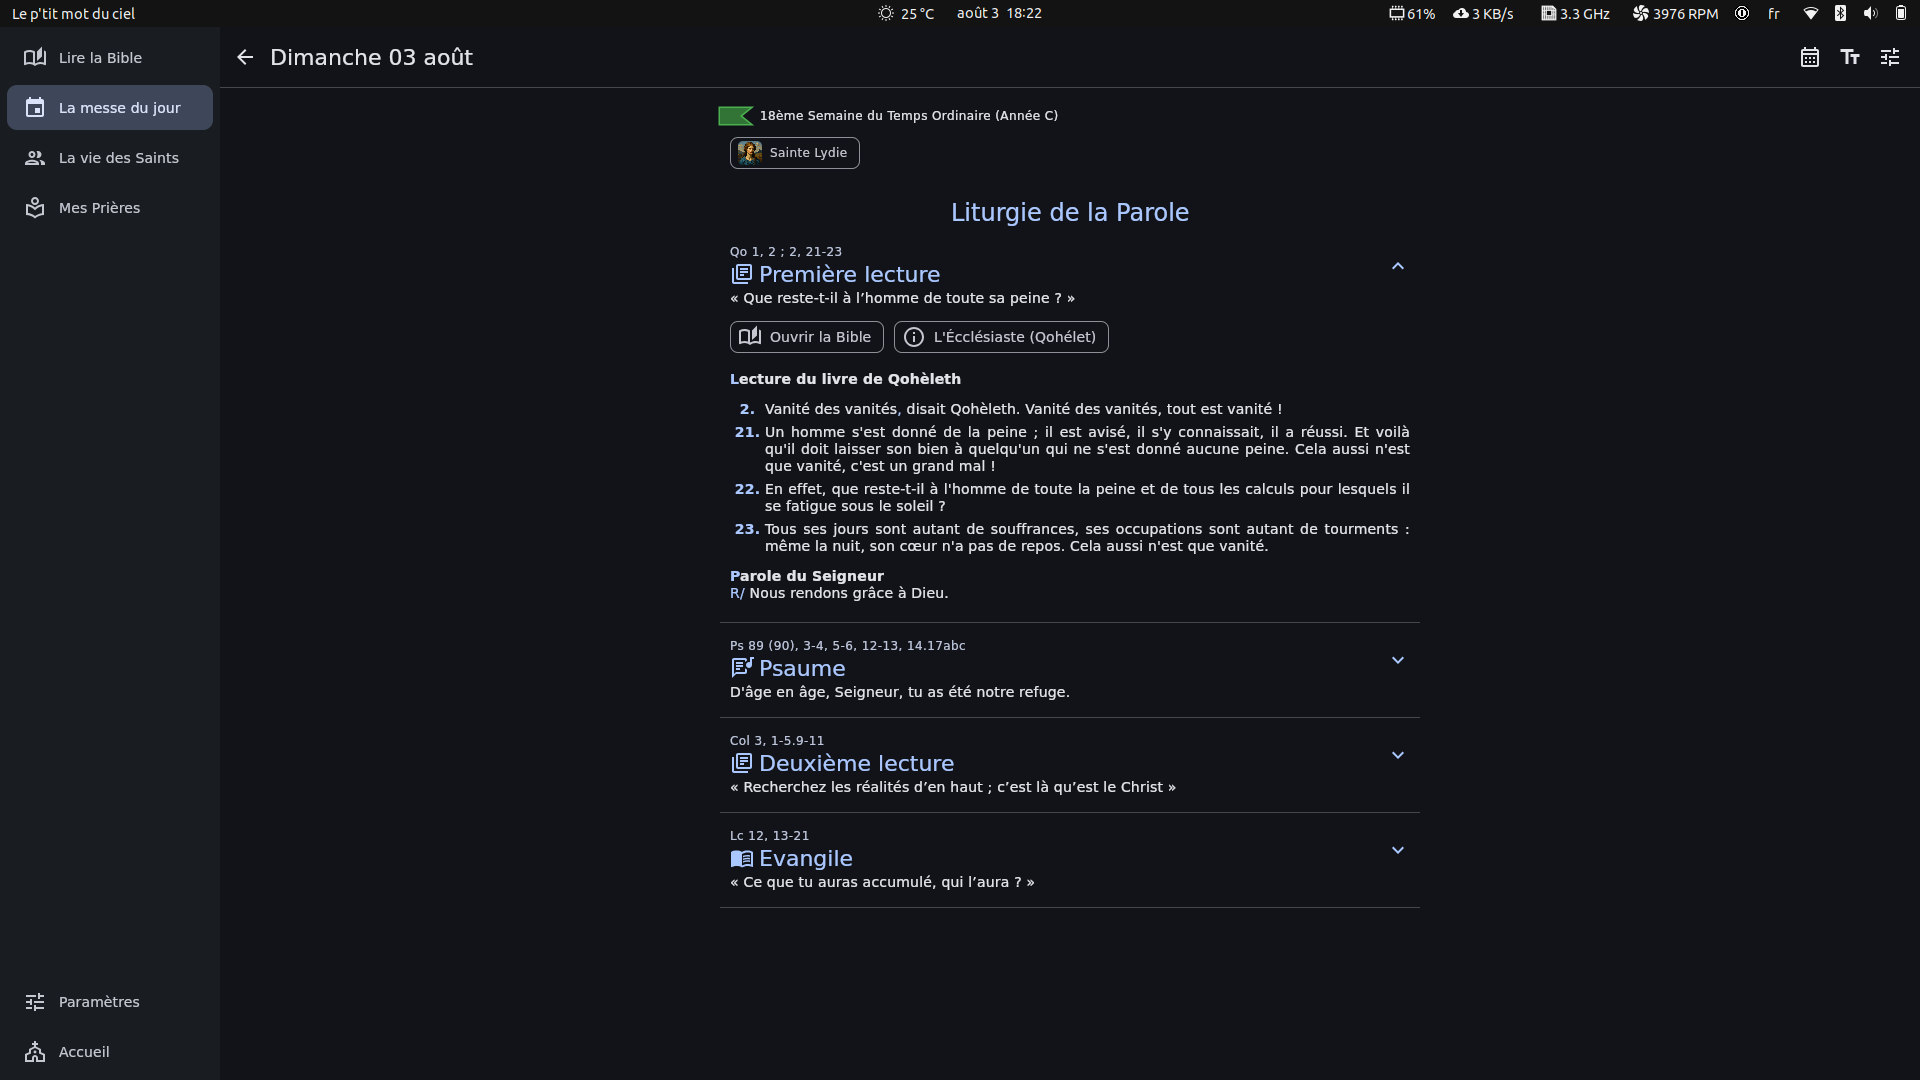 Le p'tit mot du ciel
25 °C
août 3 18:22
61%
3 KB/s
3.3 GHz
3976 RPM
fr
Lire la Bible
La messe du jour
La vie des Saints
Mes Prières
Paramètres
Accueil
Dimanche 03 août
18ème Semaine du Temps Ordinaire (Année C)
Sainte Lydie
Liturgie de la Parole
Qo 1, 2 ; 2, 21-23
Première lecture
« Que reste-t-il à l’homme de toute sa peine ? »
Ouvrir la Bible
L'Écclésiaste (Qohélet)
Lecture du livre de Qohèleth
2. Vanité des vanités, disait Qohèleth. Vanité des vanités, tout est vanité !
21. Un homme s'est donné de la peine ; il est avisé, il s'y connaissait, il a réussi. Et voilà
qu'il doit laisser son bien à quelqu'un qui ne s'est donné aucune peine. Cela aussi n'est
que vanité, c'est un grand mal !
22. En effet, que reste-t-il à l'homme de toute la peine et de tous les calculs pour lesquels il
se fatigue sous le soleil ?
23. Tous ses jours sont autant de souffrances, ses occupations sont autant de tourments :
même la nuit, son cœur n'a pas de repos. Cela aussi n'est que vanité.
Parole du Seigneur
R/ Nous rendons grâce à Dieu.
Ps 89 (90), 3-4, 5-6, 12-13, 14.17abc
Psaume
D'âge en âge, Seigneur, tu as été notre refuge.
Col 3, 1-5.9-11
Deuxième lecture
« Recherchez les réalités d’en haut ; c’est là qu’est le Christ »
Lc 12, 13-21
Evangile
« Ce que tu auras accumulé, qui l’aura ? »